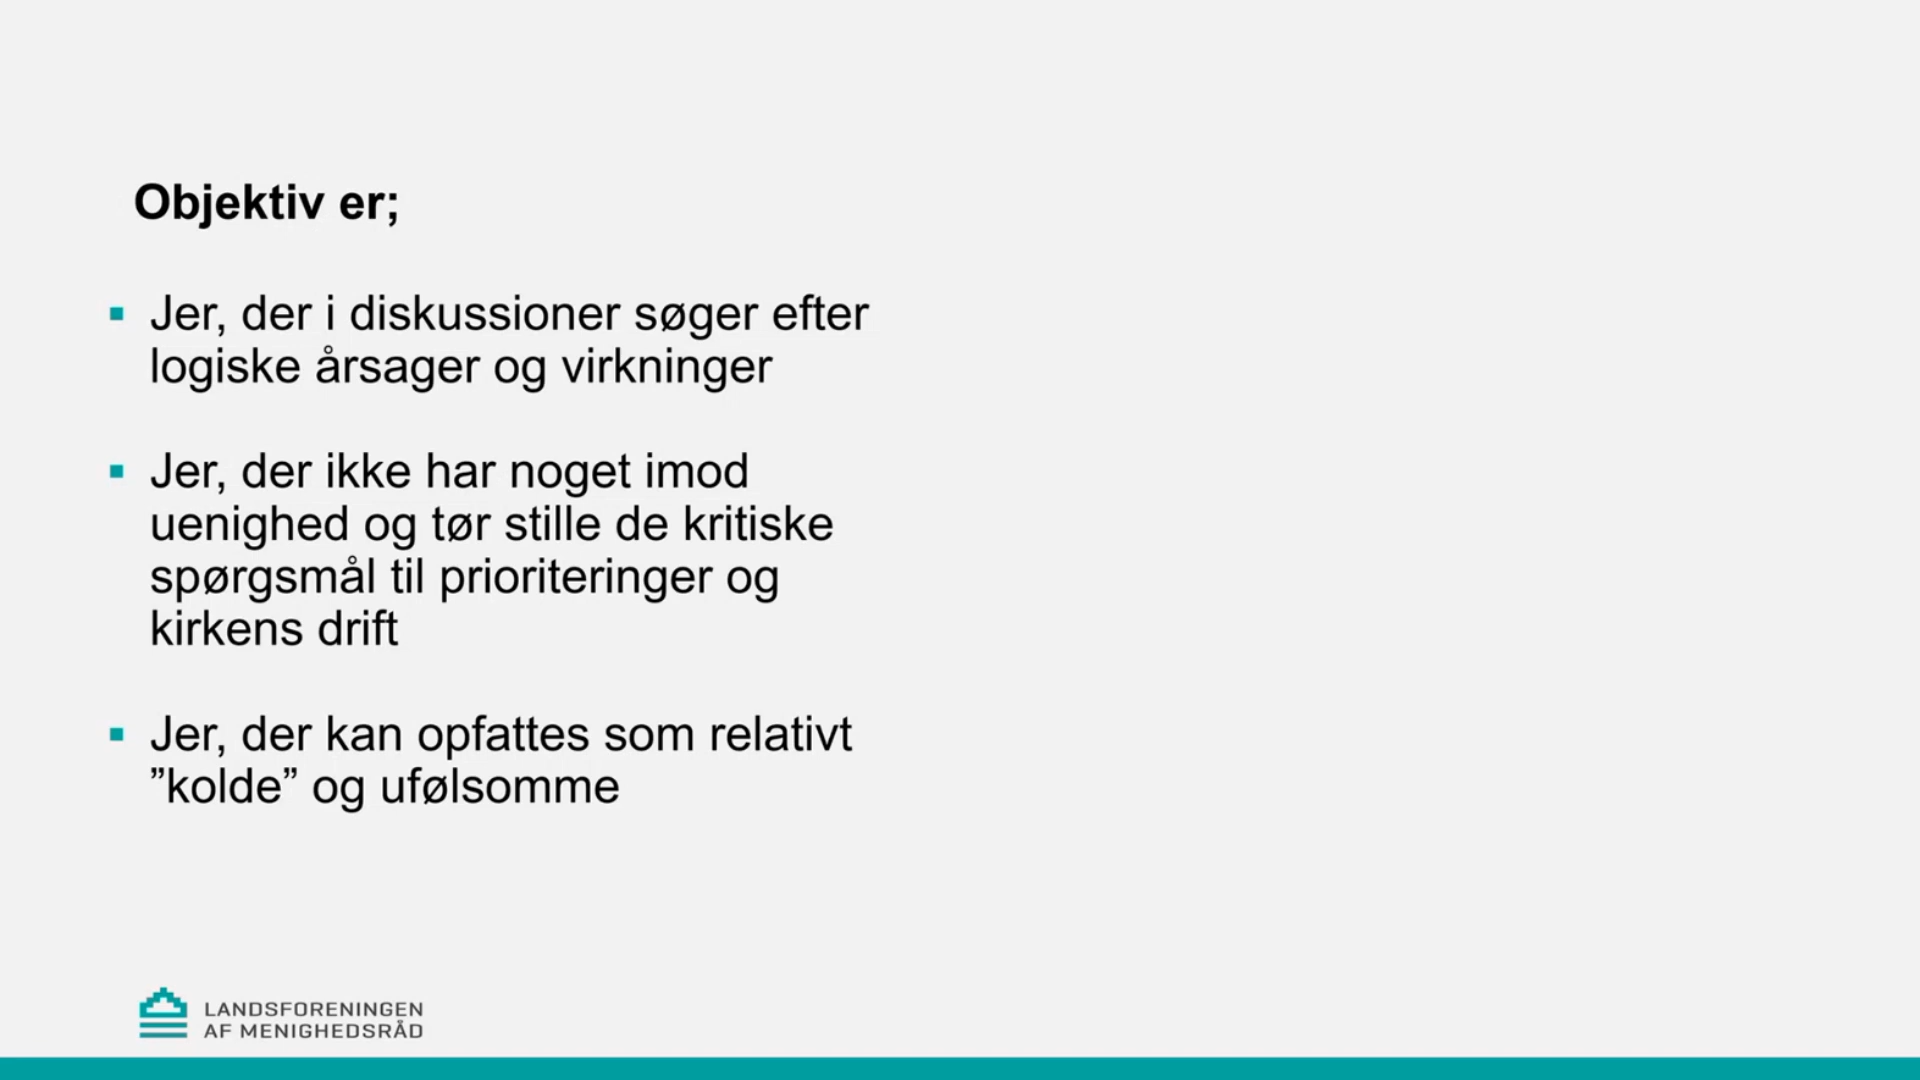 Objektiv er;
Jer, der i diskussioner søger efter
logiske årsager og virkninger
Jer, der ikke har noget imod
uenighed og tør stille de kritiske
spørgsmål til prioriteringer og
kirkens drift
Jer, der kan opfattes som relativt
”kolde” og ufølsomme
LANDSFORENINGEN
AF MENIGHEDSRÅD